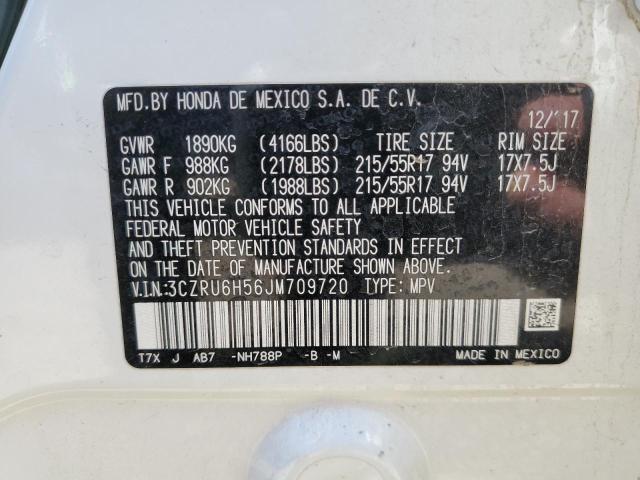 MFD. BY HONDA DE MEXICO S.A. DE C.V.
12/'17
GVWR 1890KG (4166LBS) TIRE SIZE RIM SIZE
GAWR F 988KG (2178LBS) 215/55R17 94V 17X7.5J
GAWR R 902KG (1988LBS) 215/55R17 94V 17X7.5J
THIS VEHICLE CONFORMS TO ALL APPLICABLE
FEDERAL MOTOR VEHICLE SAFETY
AND THEFT PREVENTION STANDARDS IN EFFECT
ON THE DATE OF MANUFACTURE SHOWN ABOVE.
V.I.N.:3CZRU6H56JM709720 TYPE: MPV
T7X J AB7 -NH788P -B -M MADE IN MEXICO